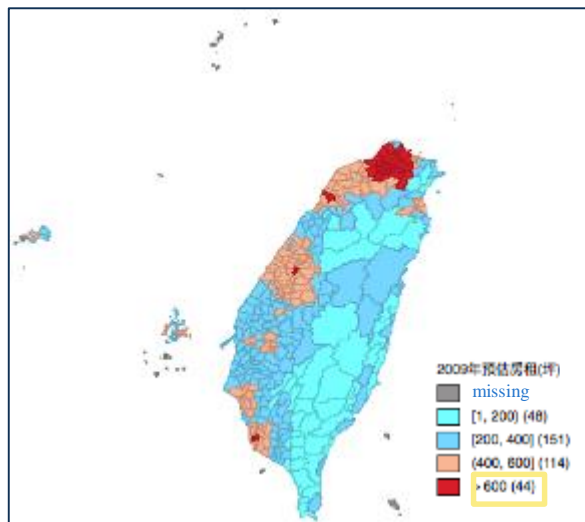 2009年預估房租(坪)
missing
[1, 200] (48)
[200, 400] (151)
(400, 600] (114)
>600 (44)